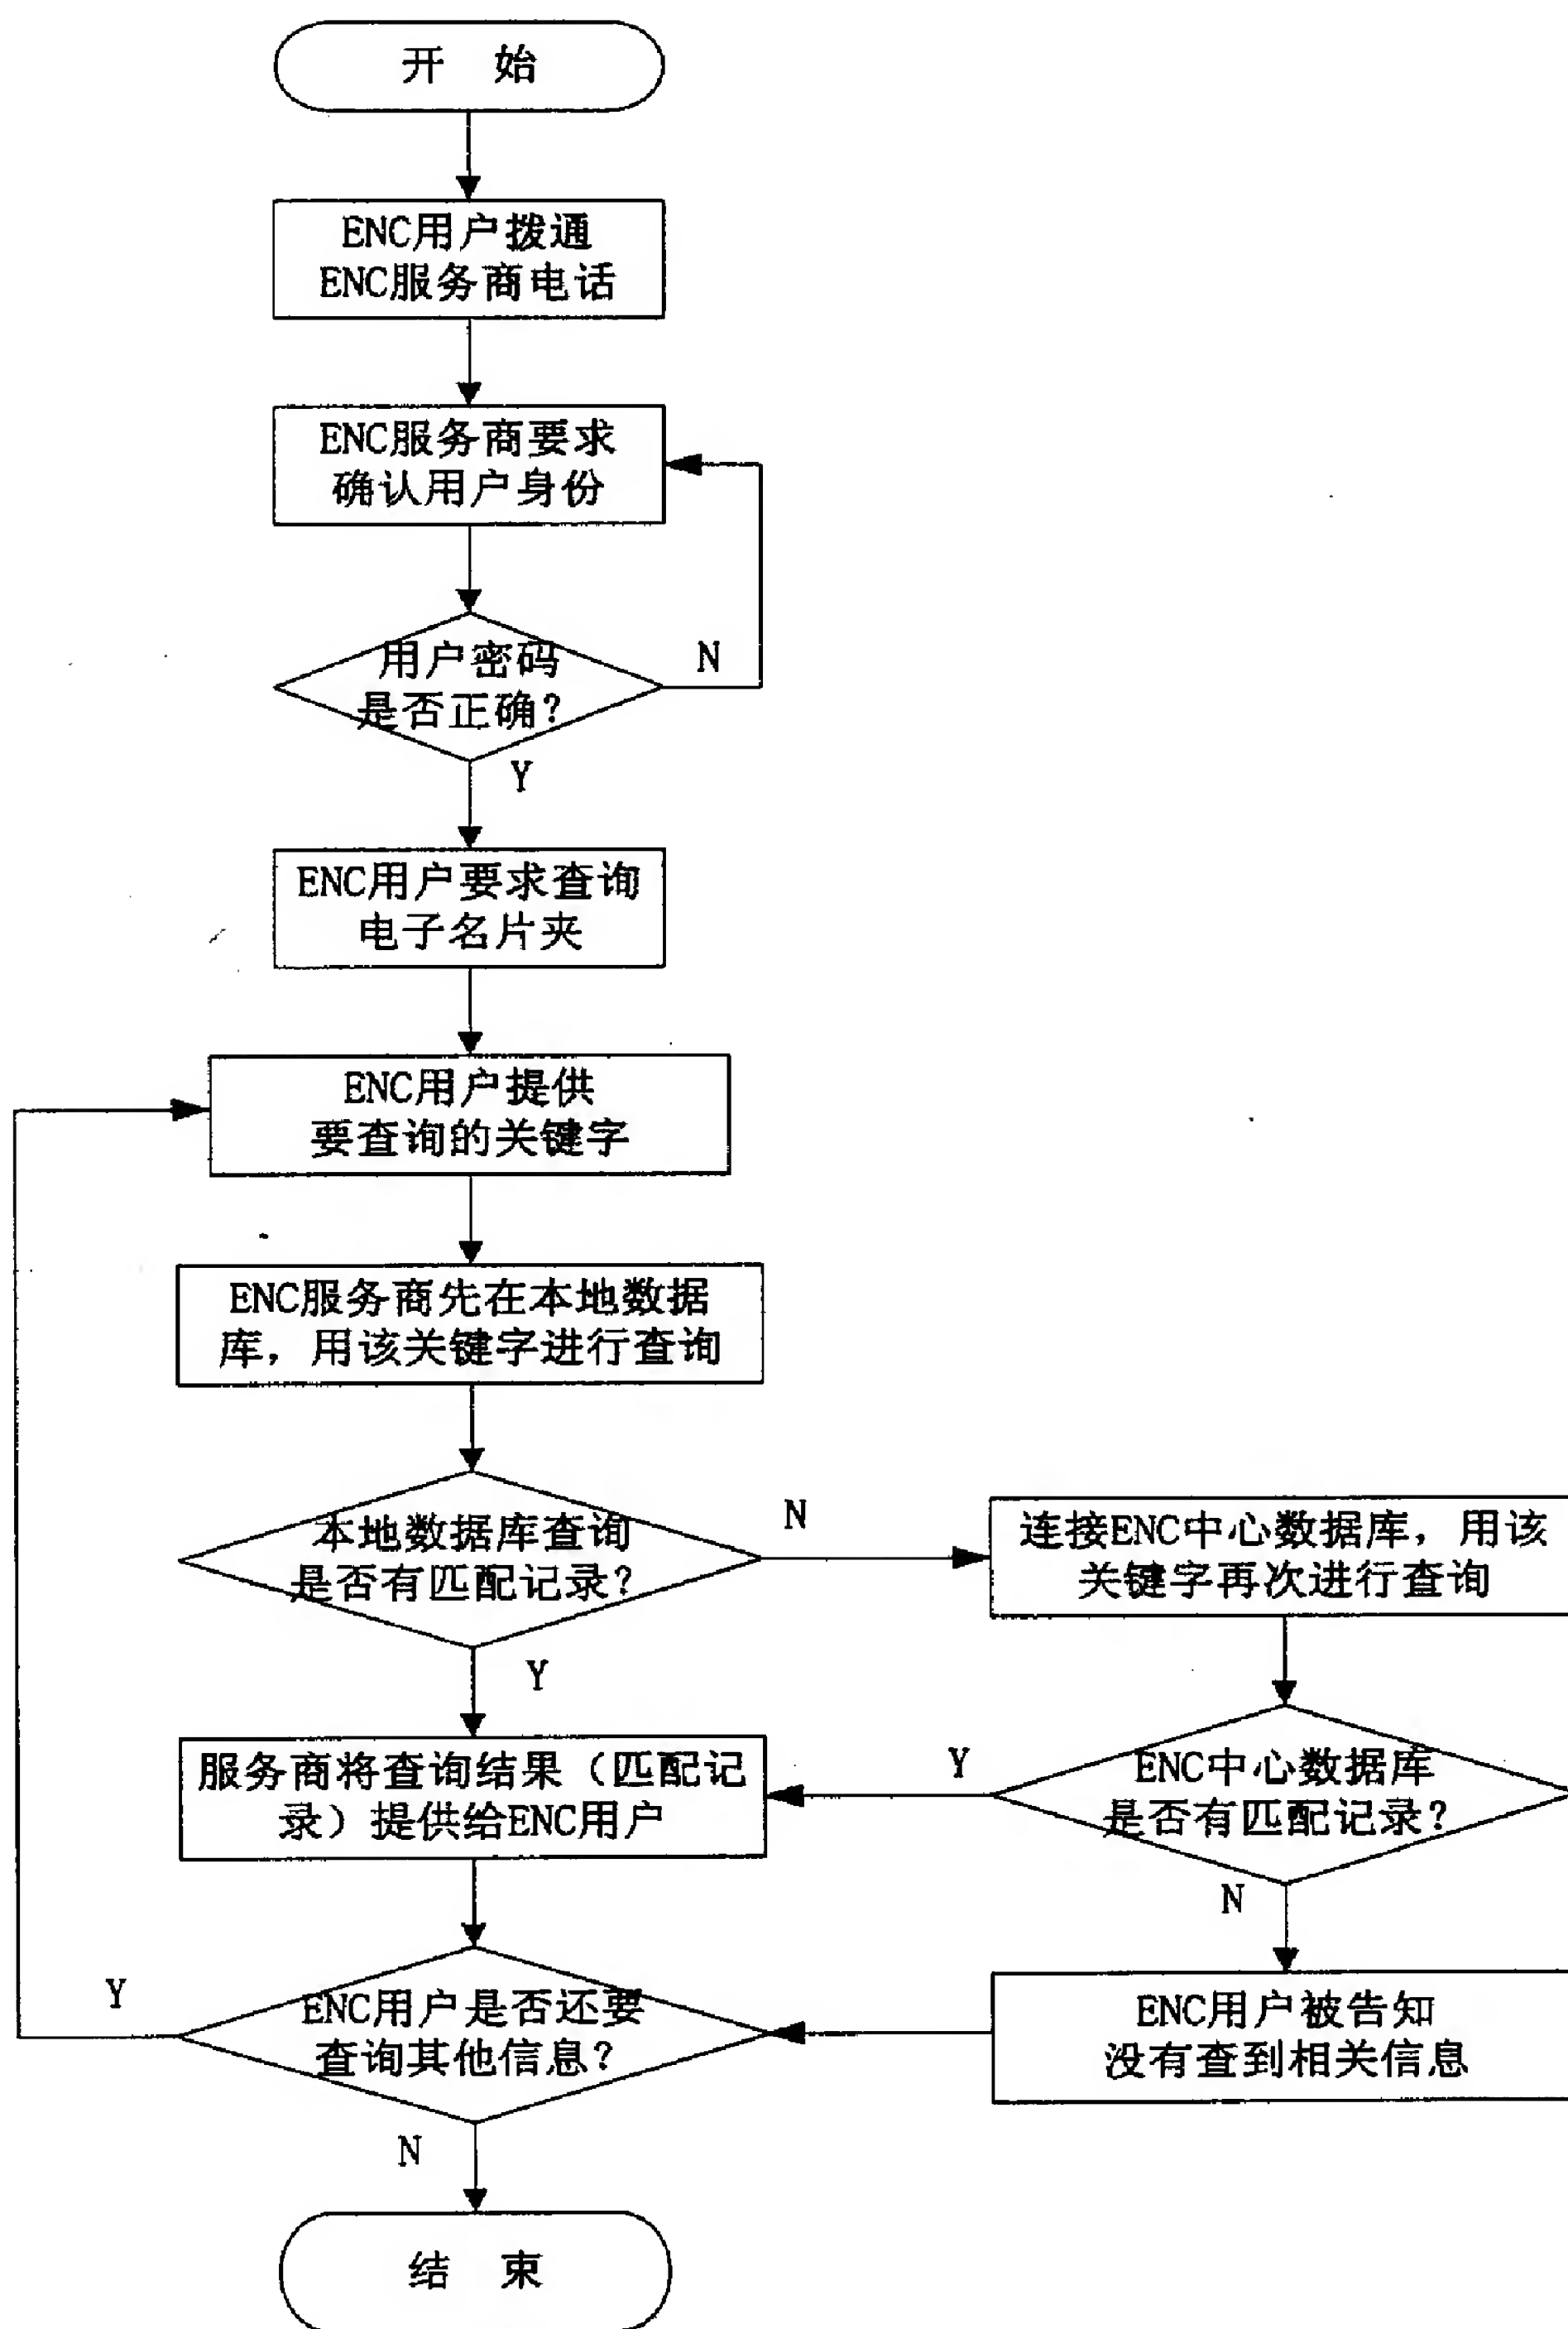 开 始
ENC用户拨通
ENC服务商电话
ENC服务商要求
确认用户身份
用户密码
是否正确?
N
Y
ENC用户要求查询
电子名片夹
ENC用户提供
要查询的关键字
ENC服务商先在本地数据
库，用该关键字进行查询
本地数据库查询
是否有匹配记录?
N
连接ENC中心数据库，用该
关键字再次进行查询
Y
服务商将查询结果（匹配记
录）提供给ENC用户
Y
ENC中心数据库
是否有匹配记录?
N
Y
ENC用户是否还要
查询其他信息?
ENC用户被告知
没有查到相关信息
N
结 束